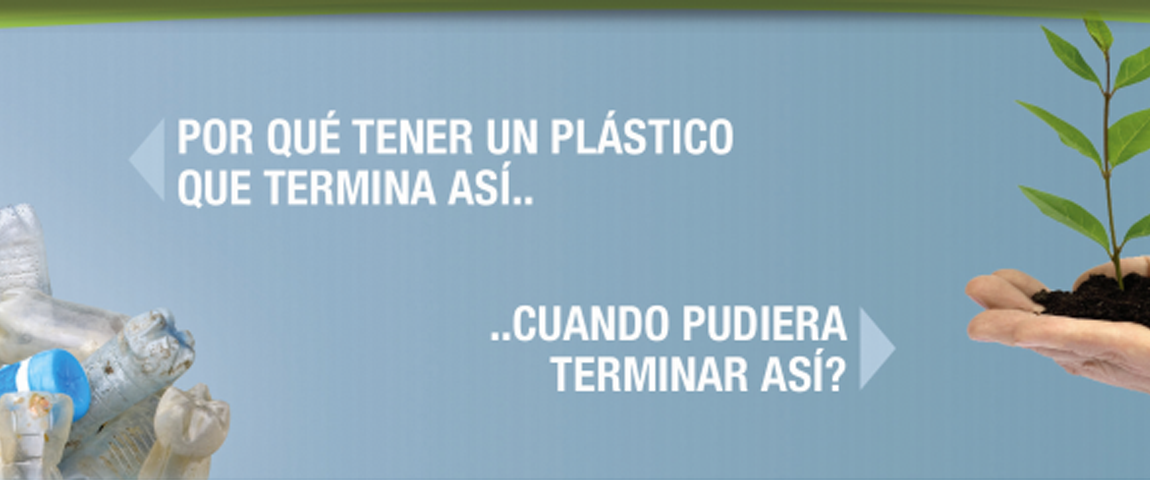 POR QUÉ TENER UN PLÁSTICO
QUE TERMINA ASÍ..
..CUANDO PUDIERA
TERMINAR ASÍ?